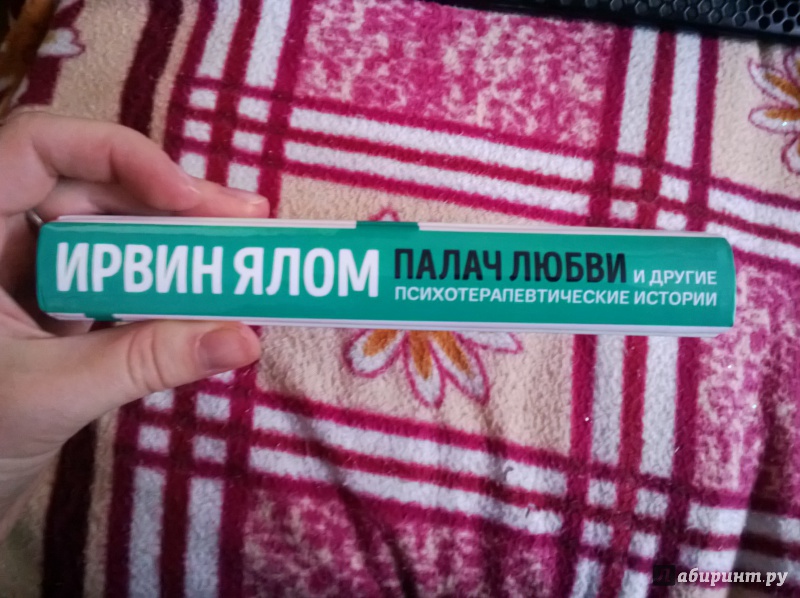 ИРВИН ЯЛОМ
ПАЛАЧ ЛЮБВИ И ДРУГИЕ
ПСИХОТЕРАПЕВТИЧЕСКИЕ ИСТОРИИ
Лабиринт.ру